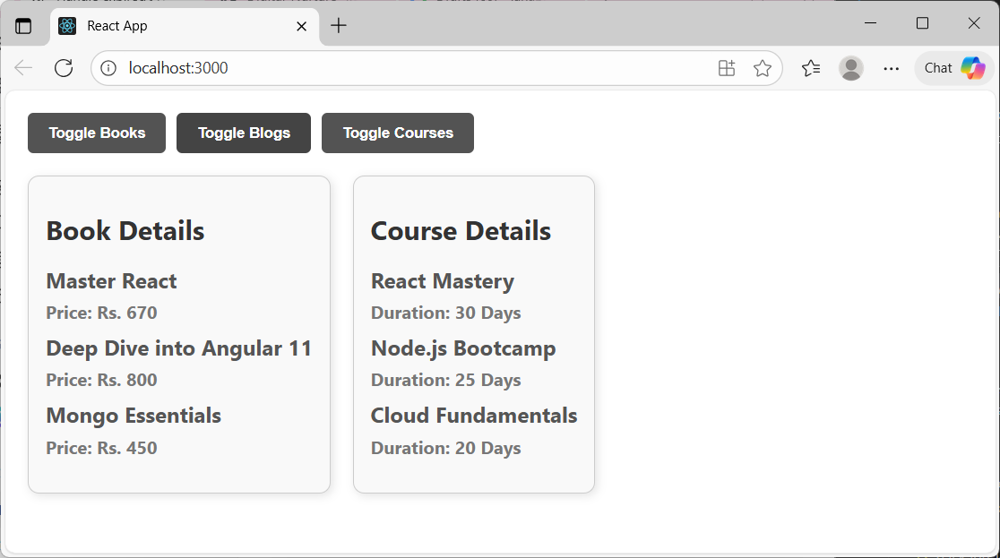 React App
localhost:3000
Chat
Toggle Books Toggle Blogs Toggle Courses
Book Details
Master React
Price: Rs. 670
Deep Dive into Angular 11
Price: Rs. 800
Mongo Essentials
Price: Rs. 450
Course Details
React Mastery
Duration: 30 Days
Node.js Bootcamp
Duration: 25 Days
Cloud Fundamentals
Duration: 20 Days